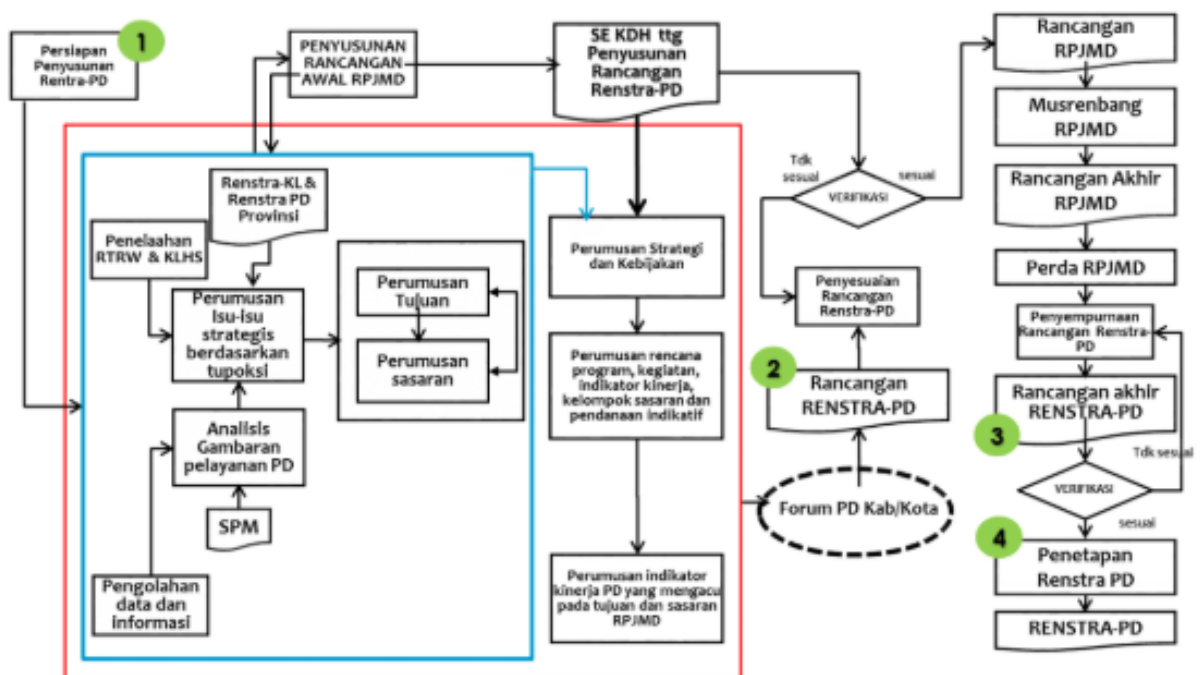 1
Persiapan
Penyusunan
Rentra-PD
PENYUSUNAN
RANCANGAN
AWAL RPJMD
SE KDH ttg
Penyusunan
Rancangan
Renstra-PD
Renstra-KL &
Renstra PD
Provinsi
Penelaahan
RTRW & KLHS
Perumusan
Isu-isu
strategis
berdasarkan
tupoksi
Perumusan
Tujuan
Perumusan
sasaran
Analisis
Gambaran
pelayanan PD
SPM
Pengolahan
data dan
informasi
Perumusan Strategi
dan Kebijakan
Perumusan rencana
program, kegiatan,
indikator kinerja,
kelompok sasaran dan
pendanaan indikatif
Perumusan indikator
kinerja PD yang mengacu
pada tujuan dan sasaran
RPJMD
Tdk
sesuai
sesuai
VERIFIKASI
Penyesuaian
Rancangan
Renstra-PD
2
Rancangan
RENSTRA-PD
Forum PD Kab/Kota
Rancangan
RPJMD
Musrenbang
RPJMD
Rancangan Akhir
RPJMD
Perda RPJMD
Penyempurnaan
Rancangan Renstra-
PD
Rancangan akhir
RENSTRA-PD
3
Tdk sesuai
VERIFIKASI
sesuai
4
Penetapan
Renstra PD
RENSTRA-PD